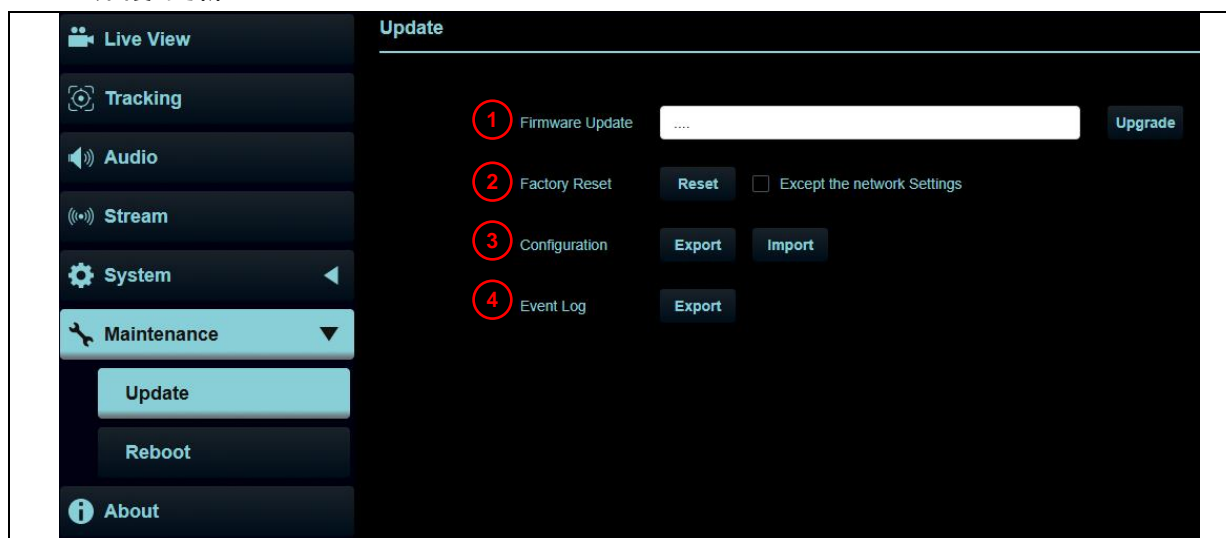 Live View
Update
Tracking
1 Firmware Update .... Upgrade
Audio
2 Factory Reset Reset Except the network Settings
Stream
3 Configuration Export Import
System
4 Event Log Export
Maintenance
Update
Reboot
About